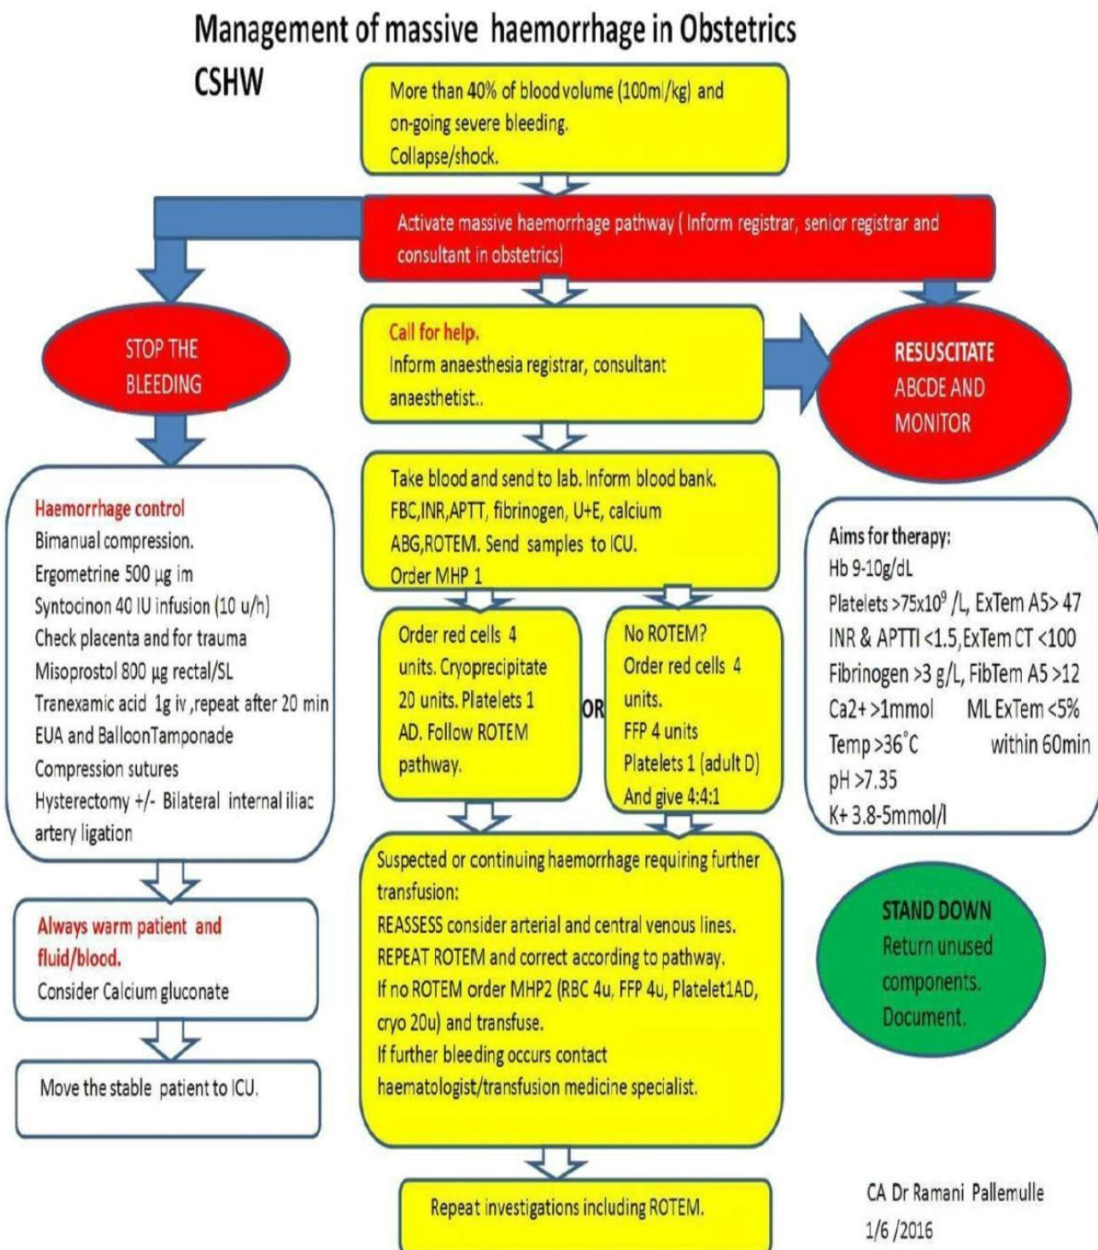 Management of massive haemorrhage in Obstetrics
CSHW
More than 40% of blood volume (100ml/kg) and
on-going severe bleeding.
Collapse/shock.
Activate massive haemorrhage pathway ( Inform registrar, senior registrar and
consultant in obstetrics)
STOP THE
BLEEDING
Call for help.
Inform anaesthesia registrar, consultant
anaesthetist..
RESUSCITATE
ABCDE AND
MONITOR
Haemorrhage control
Bimanual compression.
Ergometrine 500 µg im
Syntocinon 40 IU infusion (10 u/h)
Check placenta and for trauma
Misoprostol 800 µg rectal/SL
Tranexamic acid 1g iv ,repeat after 20 min
EUA and BalloonTamponade
Compression sutures
Hysterectomy +/- Bilateral internal iliac
artery ligation
Always warm patient and
fluid/blood.
Consider Calcium gluconate
Move the stable patient to ICU.
Take blood and send to lab. Inform blood bank.
FBC,INR,APTT, fibrinogen, U+E, calcium
ABG,ROTEM. Send samples to ICU.
Order MHP 1
Order red cells 4
units. Cryoprecipitate
20 units. Platelets 1
AD. Follow ROTEM
pathway.
OR
No ROTEM?
Order red cells 4
units.
FFP 4 units
Platelets 1 (adult D)
And give 4:4:1
Suspected or continuing haemorrhage requiring further
transfusion:
REASSESS consider arterial and central venous lines.
REPEAT ROTEM and correct according to pathway.
If no ROTEM order MHP2 (RBC 4u, FFP 4u, Platelet1AD,
cryo 20u) and transfuse.
If further bleeding occurs contact
haematologist/transfusion medicine specialist.
Repeat investigations including ROTEM.
Aims for therapy:
Hb 9-10g/dL
Platelets >75x10⁹ /L, ExTem A5> 47
INR & APTTI <1.5,ExTem CT <100
Fibrinogen >3 g/L, FibTem A5 >12
Ca2+ >1mmol ML ExTem <5%
Temp >36°C within 60min
pH >7.35
K+ 3.8-5mmol/l
STAND DOWN
Return unused
components.
Document.
CA Dr Ramani Pallemulle
1/6 /2016